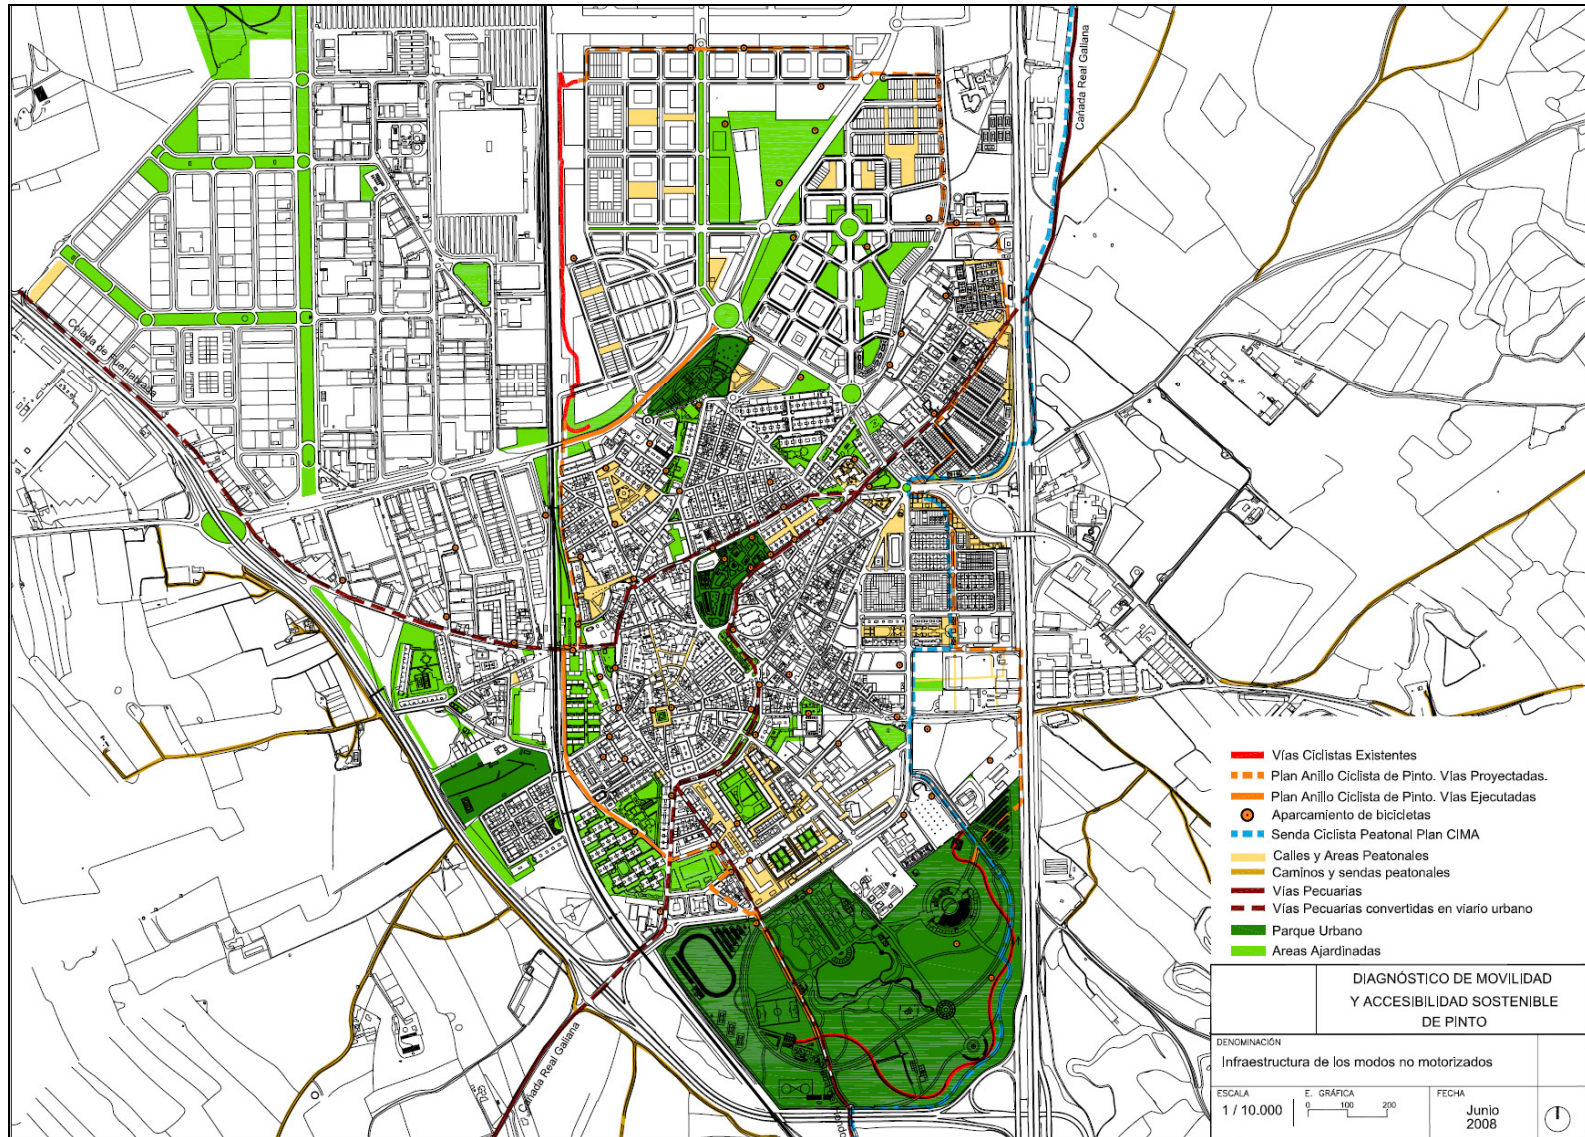 Cañada Real Galiana
Colada de Fuenlabrada
Cañada Real Galiana
Vías Ciclistas Existentes
Plan Anillo Ciclista de Pinto. Vías Proyectadas.
Plan Anillo Ciclista de Pinto. Vías Ejecutadas
Aparcamiento de bicicletas
Senda Ciclista Peatonal Plan CIMA
Calles y Areas Peatonales
Caminos y sendas peatonales
Vías Pecuarias
Vías Pecuarias convertidas en viario urbano
Parque Urbano
Areas Ajardinadas
DIAGNÓSTICO DE MOVILIDAD
Y ACCESIBILIDAD SOSTENIBLE
DE PINTO
DENOMINACIÓN
Infraestructura de los modos no motorizados
ESCALA
1 / 10.000
E. GRÁFICA
0 100 200
FECHA
Junio
2008